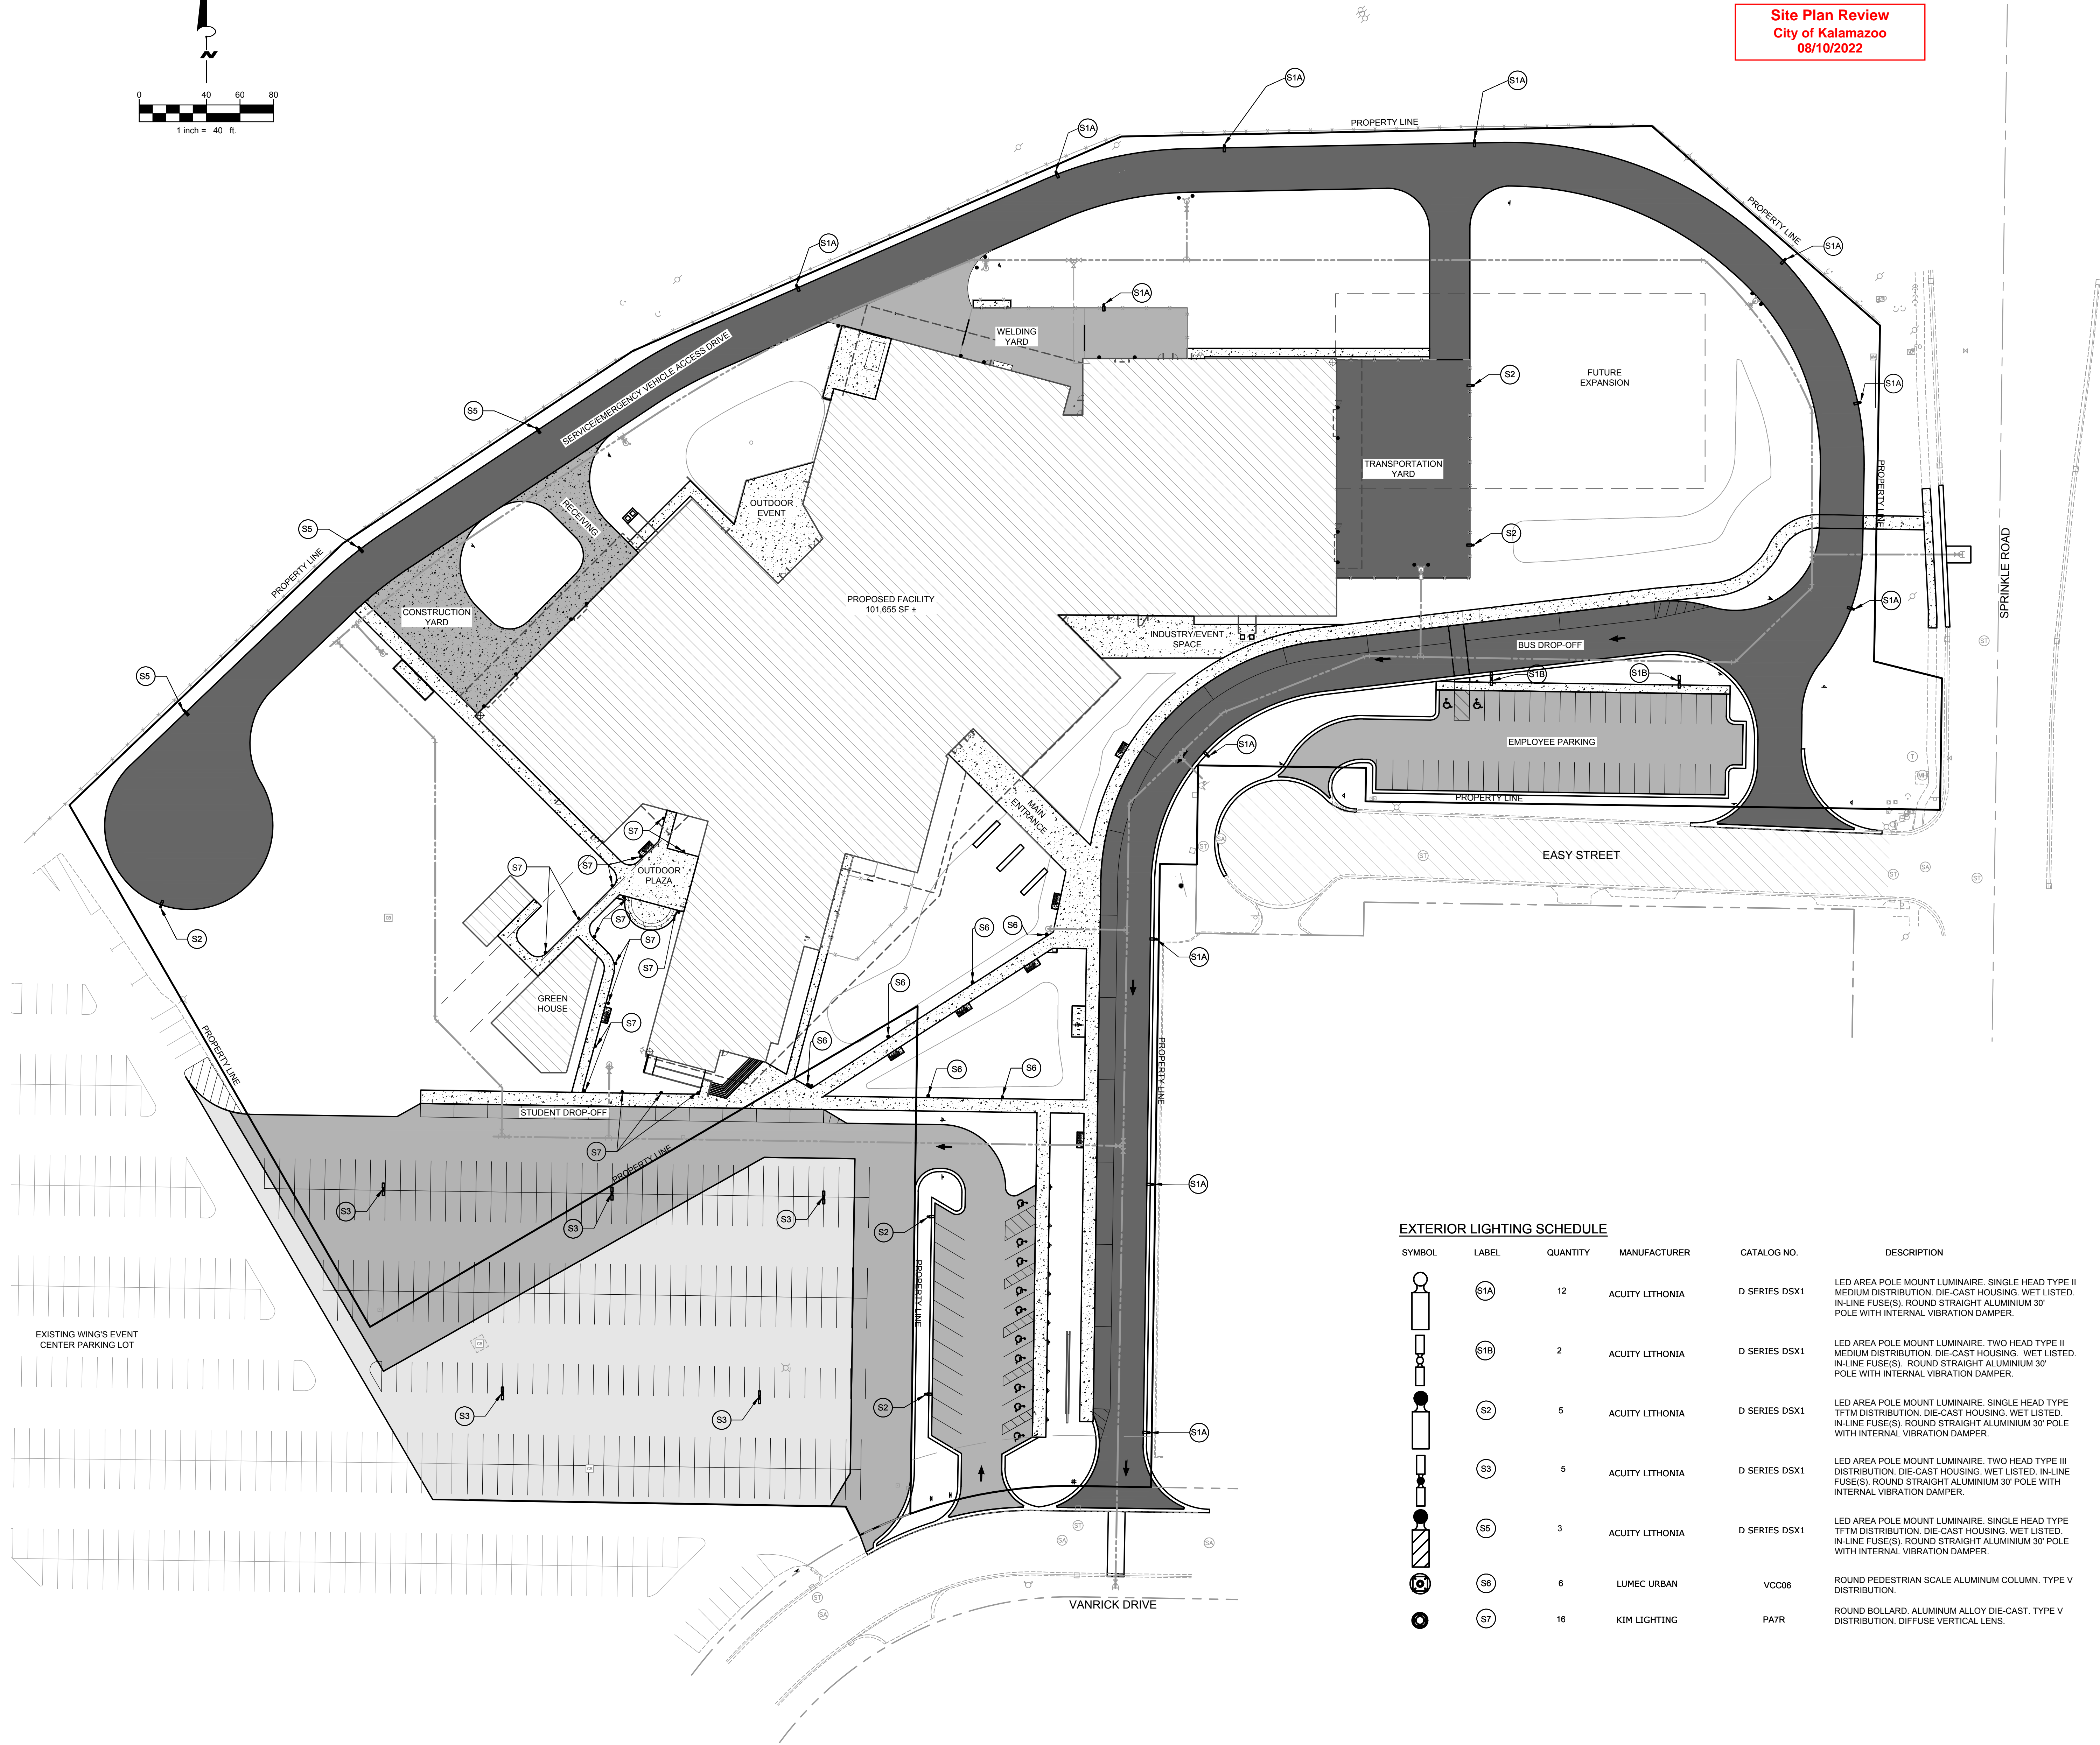 Site Plan Review
City of Kalamazoo
08/10/2022
N
0 40 60 80
1 inch = 40 ft.
S1A
S1A
S1A
PROPERTY LINE
PROPERTY LINE
S1A
S1A
S1A
WELDING
YARD
SERVICE/EMERGENCY VEHICLE ACCESS DRIVE
S2
FUTURE
EXPANSION
S1A
S5
TRANSPORTATION
YARD
PROPERTY LINE
OUTDOOR
EVENT
RECEIVING
S5
S2
PROPERTY LINE
SPRINKLE ROAD
CONSTRUCTION
YARD
PROPOSED FACILITY
101,655 SF ±
S1A
INDUSTRY/EVENT
SPACE
BUS DROP-OFF
ST
S5
S1B
S1B
S1A
EMPLOYEE PARKING
T
MH
PROPERTY LINE
MAIN
ENTRANCE
S7
S7
S7
OUTDOOR
PLAZA
SA
ST
ST
EASY STREET
SA
ST
ST
S7
S7
S7
S2
CB
S6
S6
S1A
S6
GREEN
HOUSE
S7
S6
S6
S6
PROPERTY LINE
PROPERTY LINE
STUDENT DROP-OFF
S7
PROPERTY LINE
S1A
S3
S3
S3
S2
PROPERTY LINE
EXISTING WING'S EVENT
CENTER PARKING LOT
CB
S3
S3
S2
S1A
CB
ST
SA
SA
ST
SA
VANRICK DRIVE
EXTERIOR LIGHTING SCHEDULE
SYMBOL LABEL QUANTITY MANUFACTURER CATALOG NO. DESCRIPTION
S1A 12 ACUITY LITHONIA D SERIES DSX1 LED AREA POLE MOUNT LUMINAIRE. SINGLE HEAD TYPE II
MEDIUM DISTRIBUTION. DIE-CAST HOUSING. WET LISTED.
IN-LINE FUSE(S). ROUND STRAIGHT ALUMINIUM 30'
POLE WITH INTERNAL VIBRATION DAMPER.
S1B 2 ACUITY LITHONIA D SERIES DSX1 LED AREA POLE MOUNT LUMINAIRE. TWO HEAD TYPE II
MEDIUM DISTRIBUTION. DIE-CAST HOUSING. WET LISTED.
IN-LINE FUSE(S). ROUND STRAIGHT ALUMINIUM 30'
POLE WITH INTERNAL VIBRATION DAMPER.
S2 5 ACUITY LITHONIA D SERIES DSX1 LED AREA POLE MOUNT LUMINAIRE. SINGLE HEAD TYPE
TFTM DISTRIBUTION. DIE-CAST HOUSING. WET LISTED.
IN-LINE FUSE(S). ROUND STRAIGHT ALUMINIUM 30' POLE
WITH INTERNAL VIBRATION DAMPER.
S3 5 ACUITY LITHONIA D SERIES DSX1 LED AREA POLE MOUNT LUMINAIRE. TWO HEAD TYPE III
DISTRIBUTION. DIE-CAST HOUSING. WET LISTED. IN-LINE
FUSE(S). ROUND STRAIGHT ALUMINIUM 30' POLE WITH
INTERNAL VIBRATION DAMPER.
S5 3 ACUITY LITHONIA D SERIES DSX1 LED AREA POLE MOUNT LUMINAIRE. SINGLE HEAD TYPE
TFTM DISTRIBUTION. DIE-CAST HOUSING. WET LISTED.
IN-LINE FUSE(S). ROUND STRAIGHT ALUMINIUM 30' POLE
WITH INTERNAL VIBRATION DAMPER.
S6 6 LUMEC URBAN VCC06 ROUND PEDESTRIAN SCALE ALUMINUM COLUMN. TYPE V
DISTRIBUTION.
S7 16 KIM LIGHTING PA7R ROUND BOLLARD. ALUMINUM ALLOY DIE-CAST. TYPE V
DISTRIBUTION. DIFFUSE VERTICAL LENS.